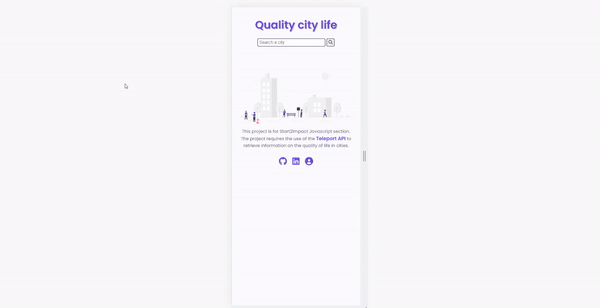 Quality city life
Search a city
This project is for Start2Impact Javascript section.
The project requires the use of the Teleport API to
retrieve information on the quality of life in cities.